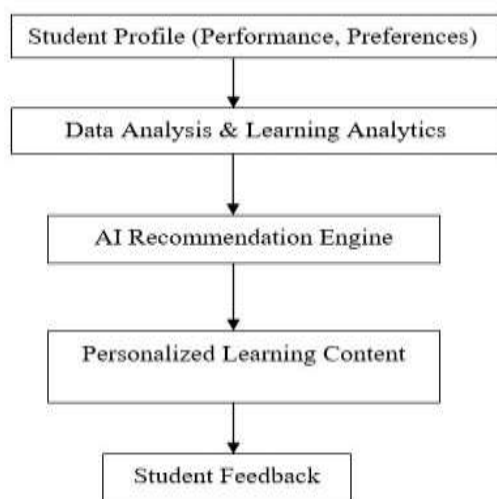 Student Profile (Performance, Preferences)
Data Analysis & Learning Analytics
AI Recommendation Engine
Personalized Learning Content
Student Feedback